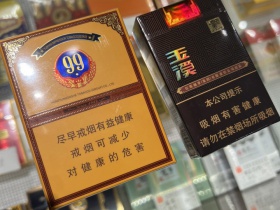 99
尽早戒烟有益健康
戒烟可减少
对健康的危害
玉溪
本公司提示
吸烟有害健康
请勿在禁烟场所吸烟